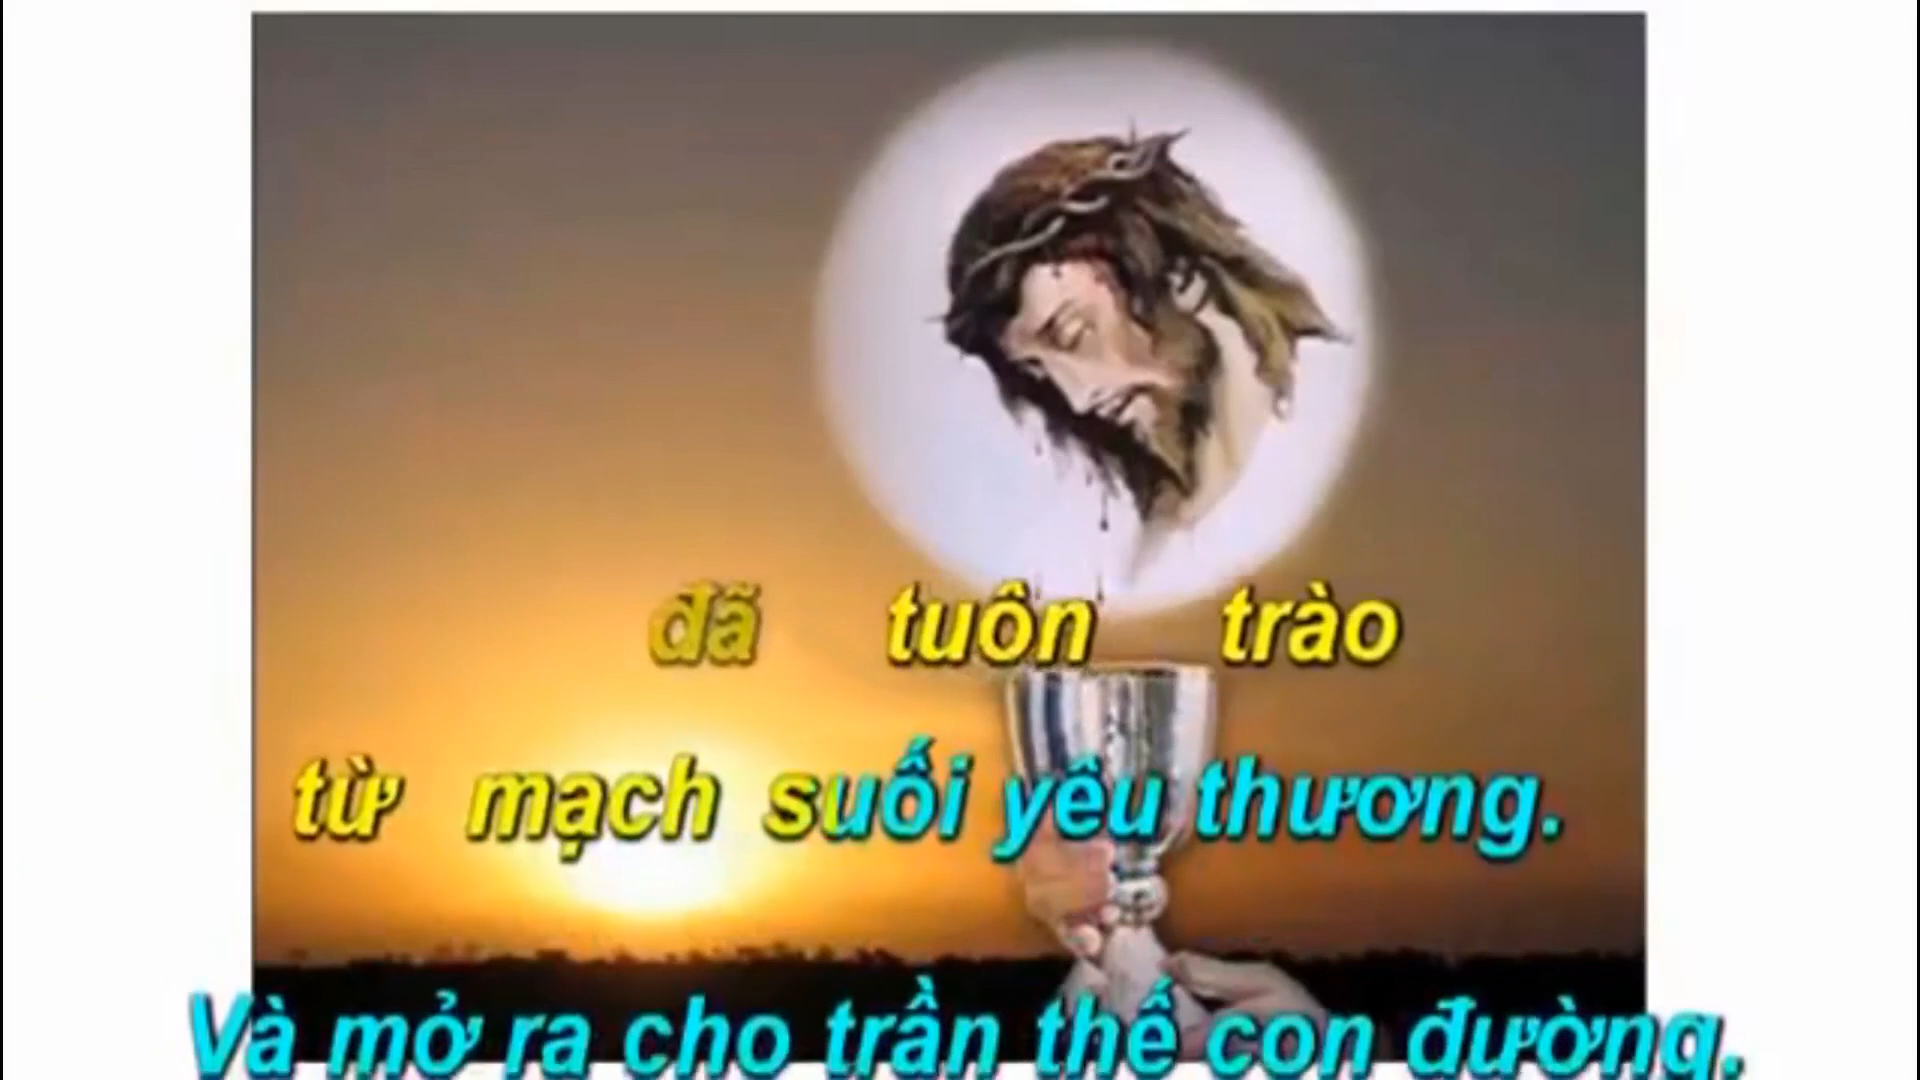 đã tuôn trào
từ mạch suối yêu thương.
Và mở ra cho trần thế con đường.